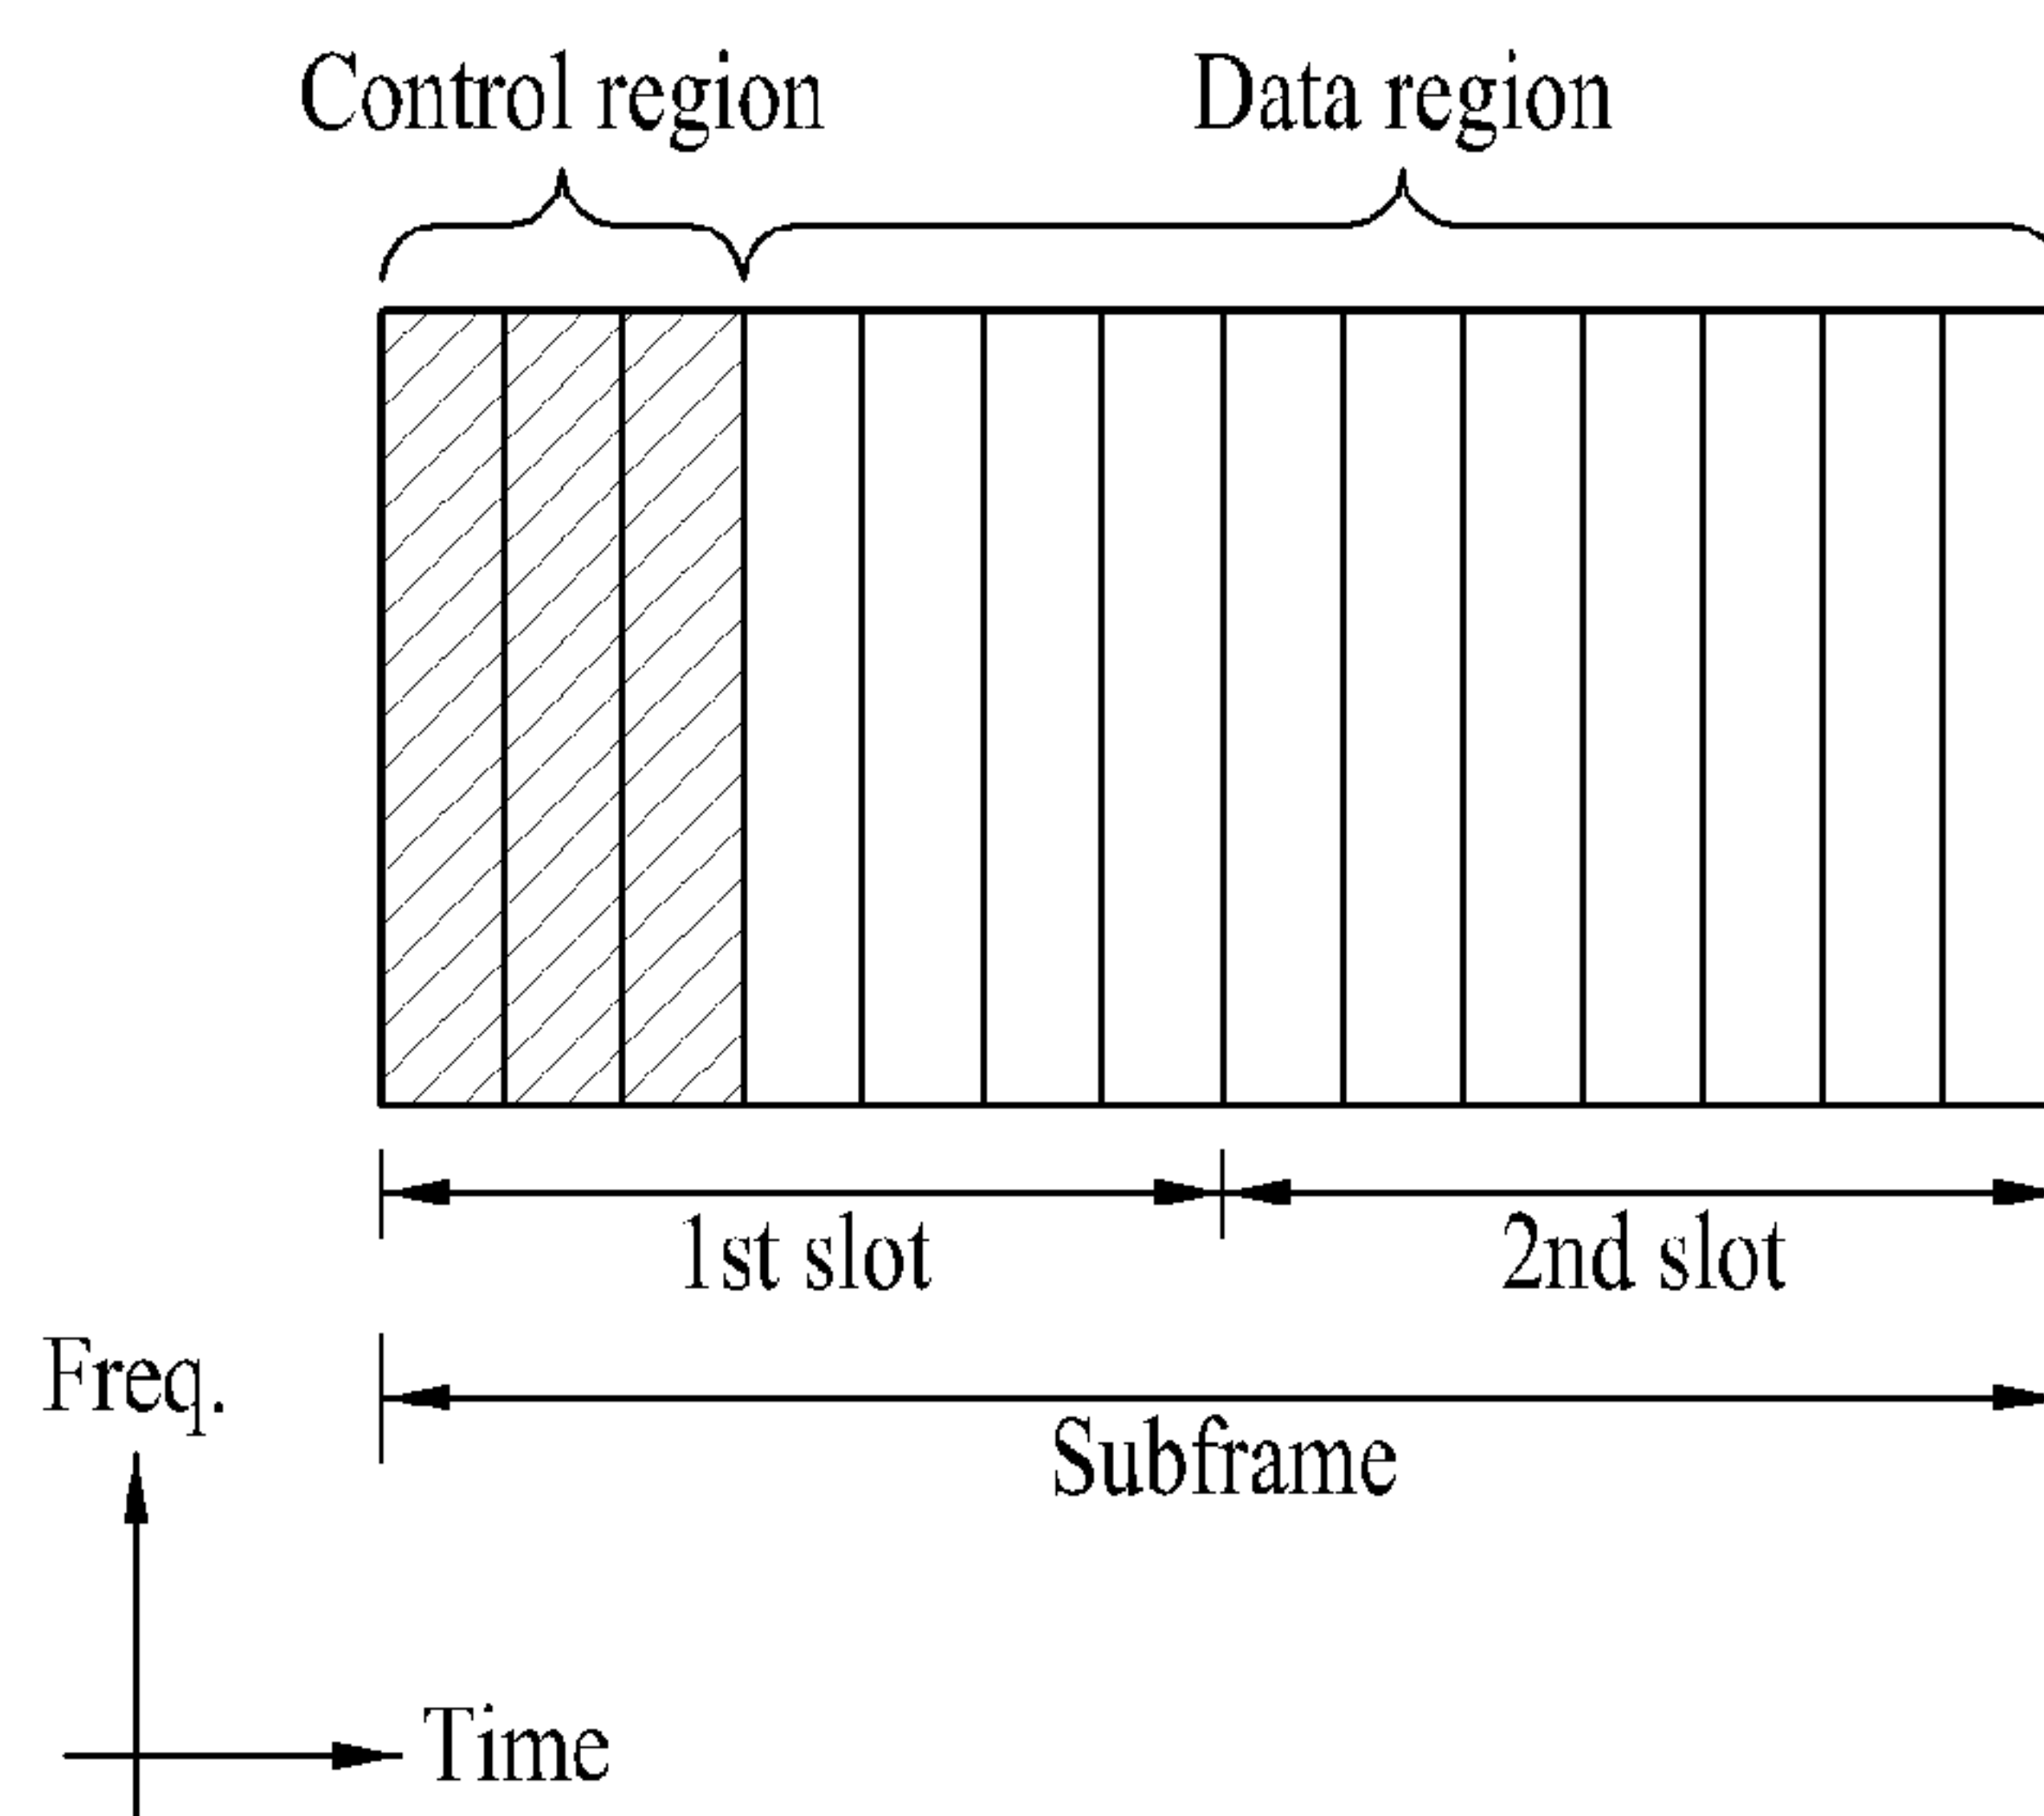 Control region
Data region
1st slot
2nd slot
Subframe
Freq.
Time